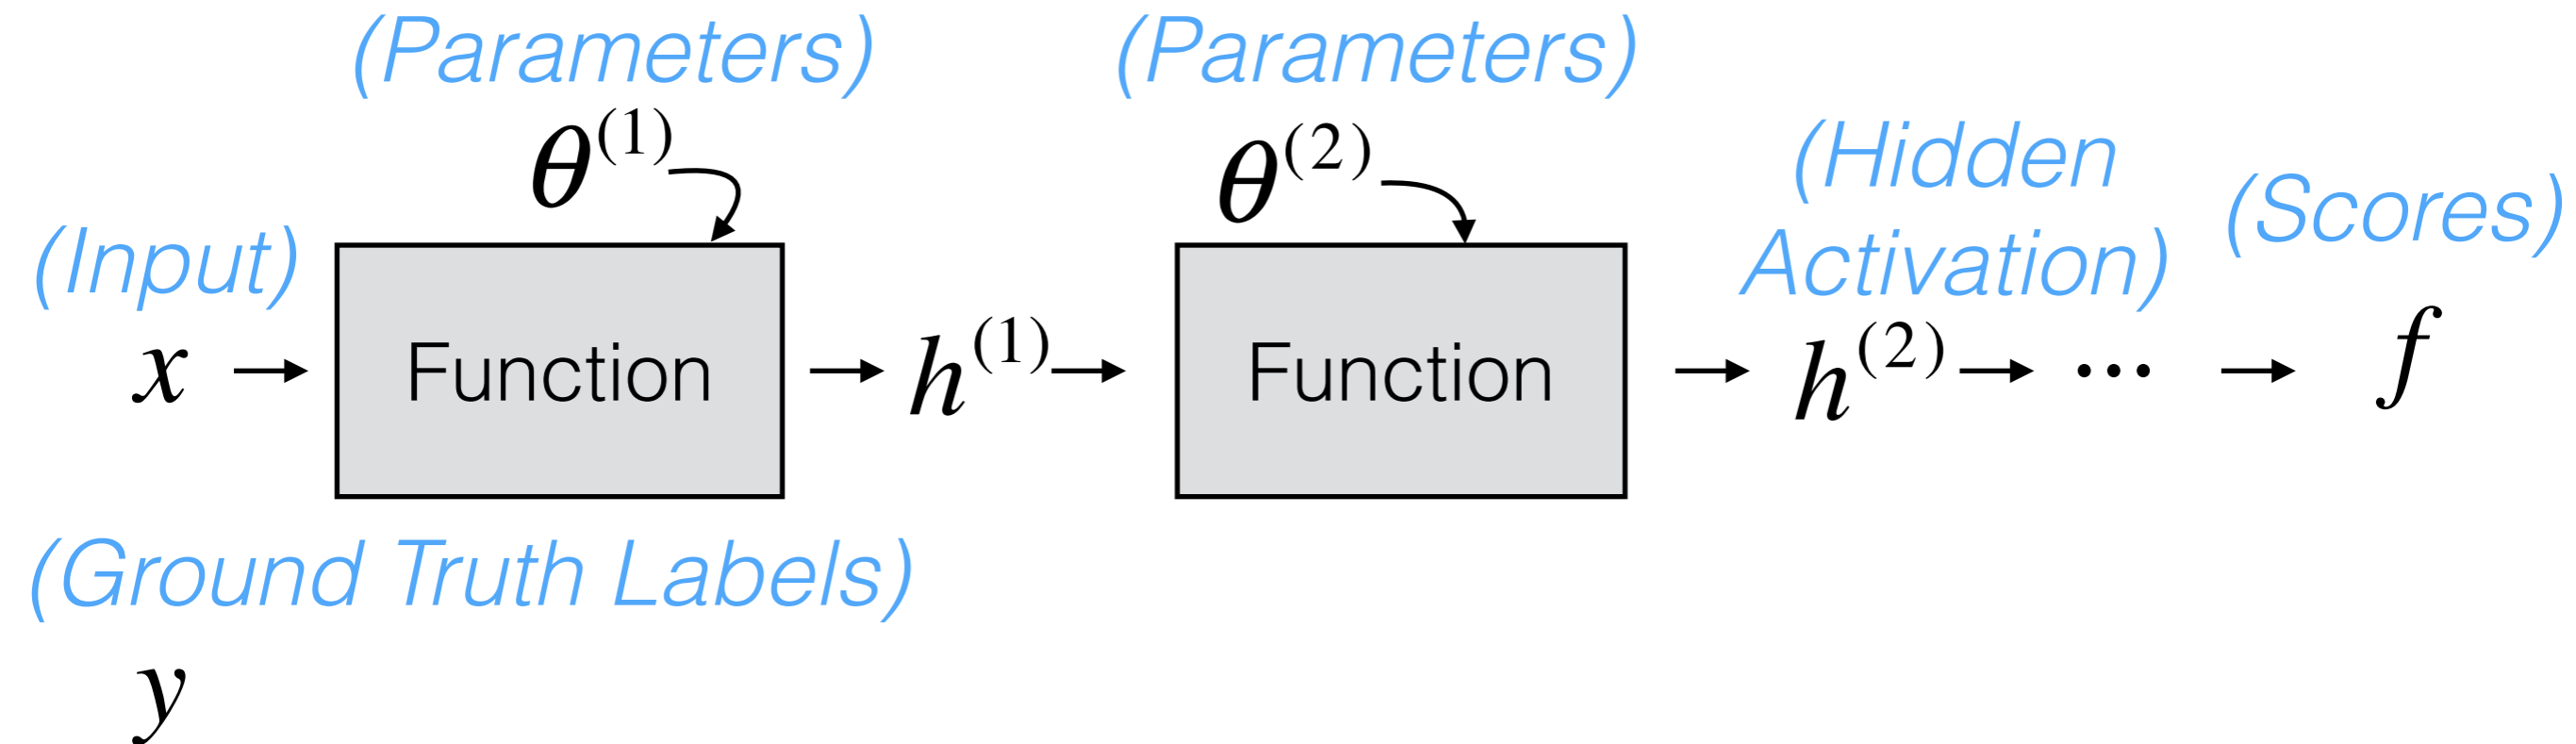 (Parameters) (Parameters)
θ(1) θ(2)
(Hidden
Activation)
(Scores)
(Input)
x → Function → h(1) → Function → h(2) → ··· → f
(Ground Truth Labels)
y